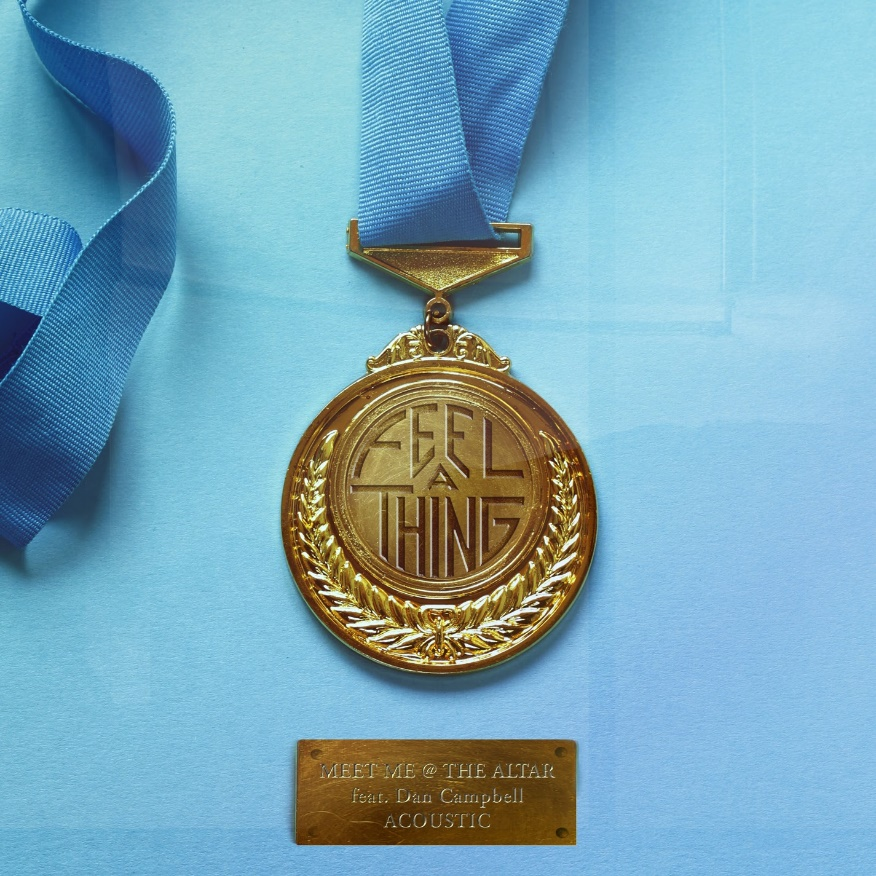 FEEL
A
THING
MEET ME @ THE ALTAR
feat. Dan Campbell
ACOUSTIC